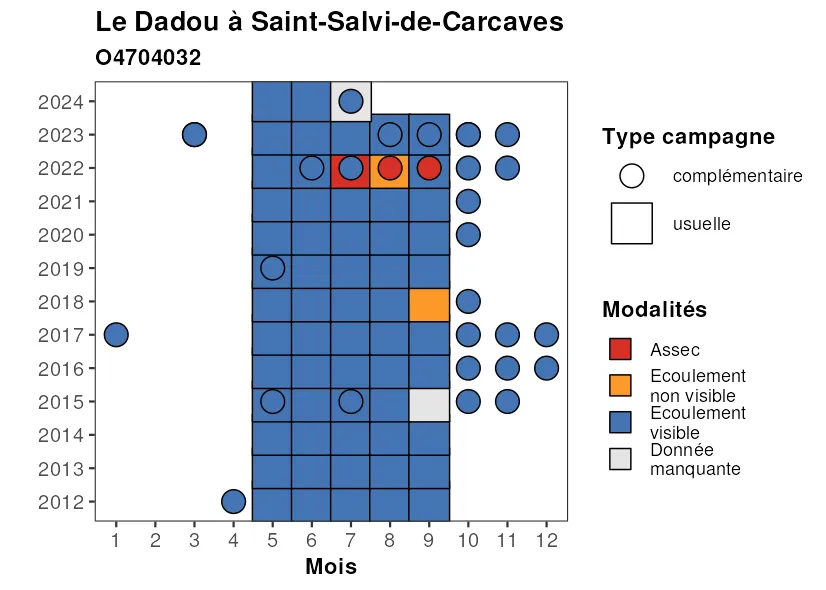 Le Dadou à Saint-Salvi-de-Carcaves
O4704032
2024
2023
2022
2021
2020
2019
2018
2017
2016
2015
2014
2013
2012
1 2 3 4 5 6 7 8 9 10 11 12
Mois
Type campagne
complémentaire
usuelle
Modalités
Assec
Ecoulement
non visible
Ecoulement
visible
Donnée
manquante